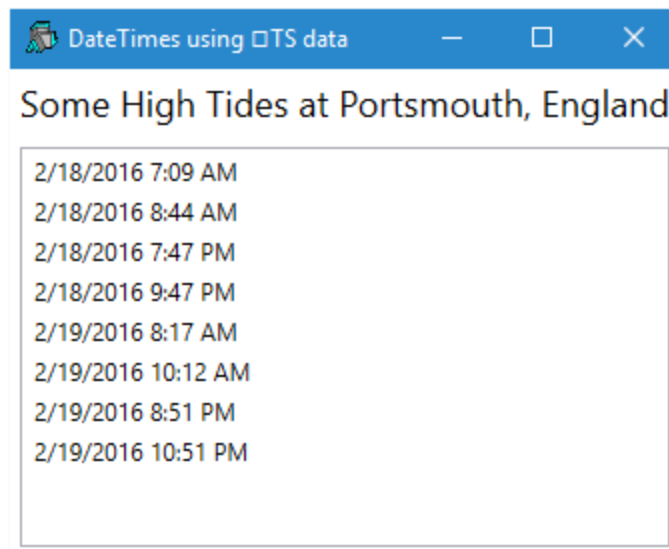 DateTimes using □TS data
Some High Tides at Portsmouth, England
2/18/2016 7:09 AM
2/18/2016 8:44 AM
2/18/2016 7:47 PM
2/18/2016 9:47 PM
2/19/2016 8:17 AM
2/19/2016 10:12 AM
2/19/2016 8:51 PM
2/19/2016 10:51 PM